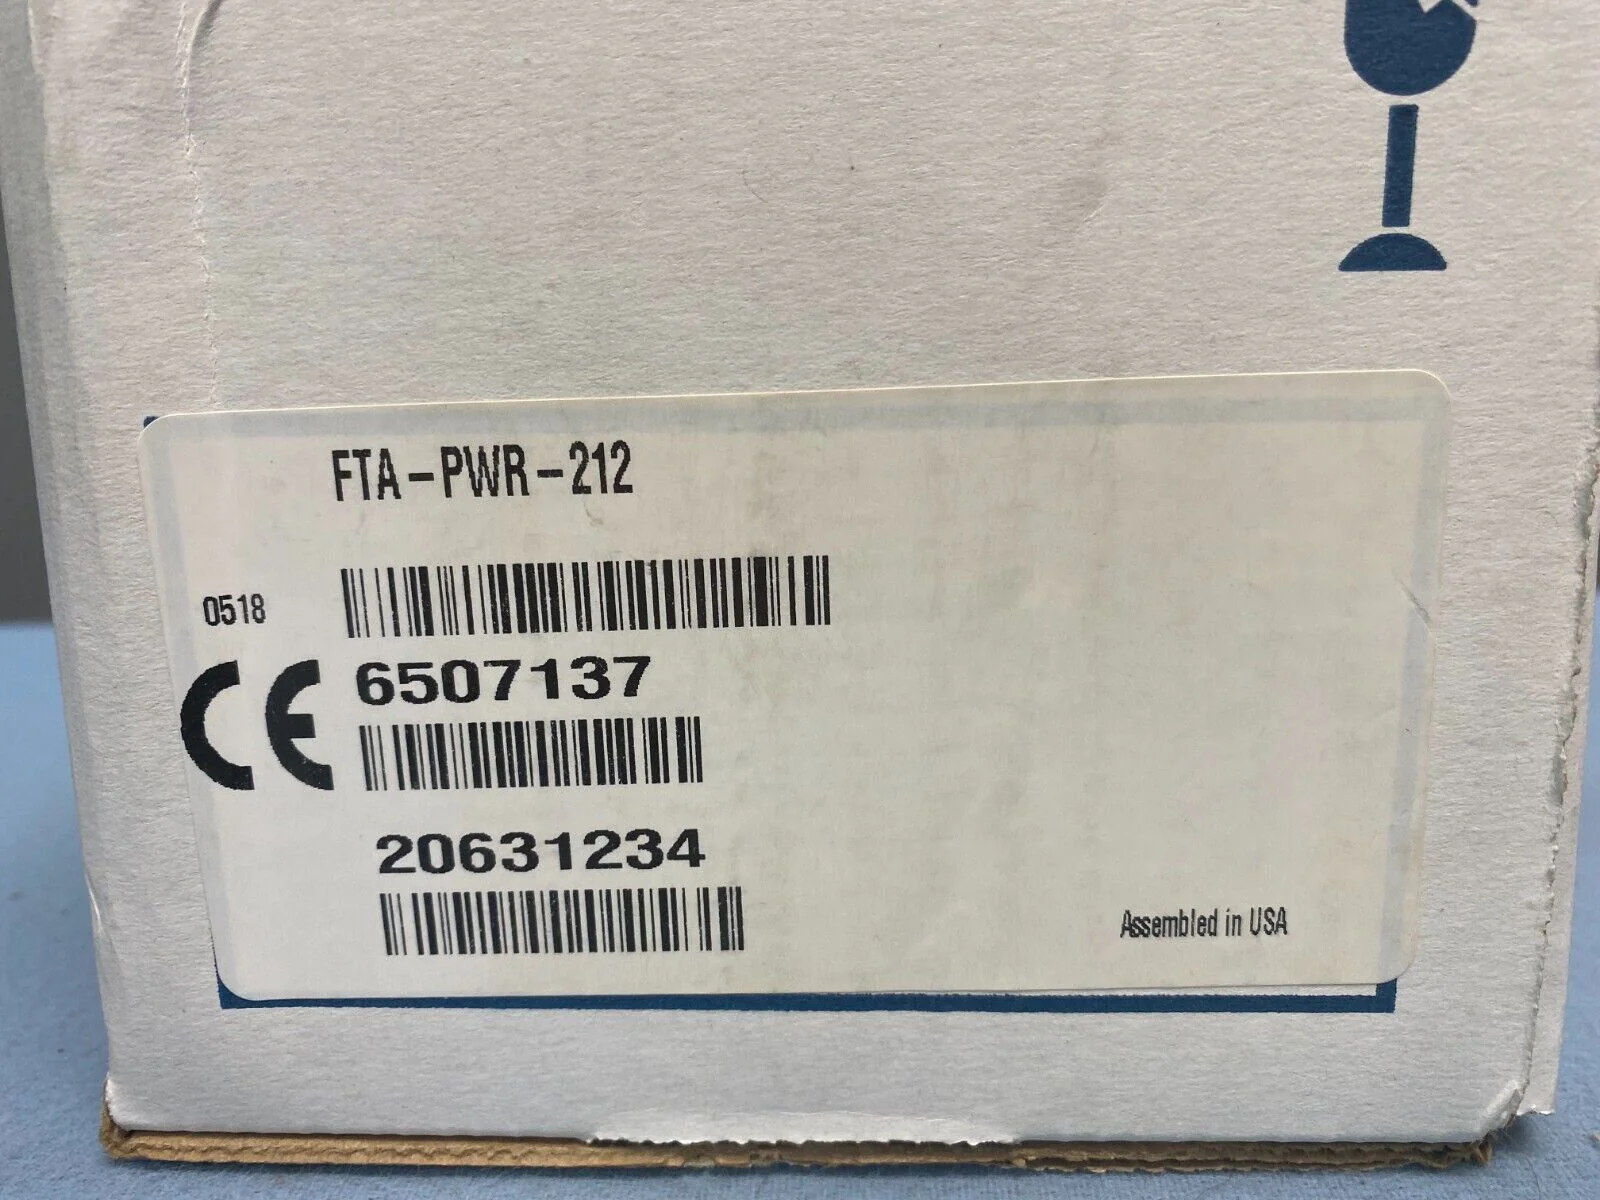 FTA-PWR-212
0518
CE
6507137
20631234
Assembled in USA